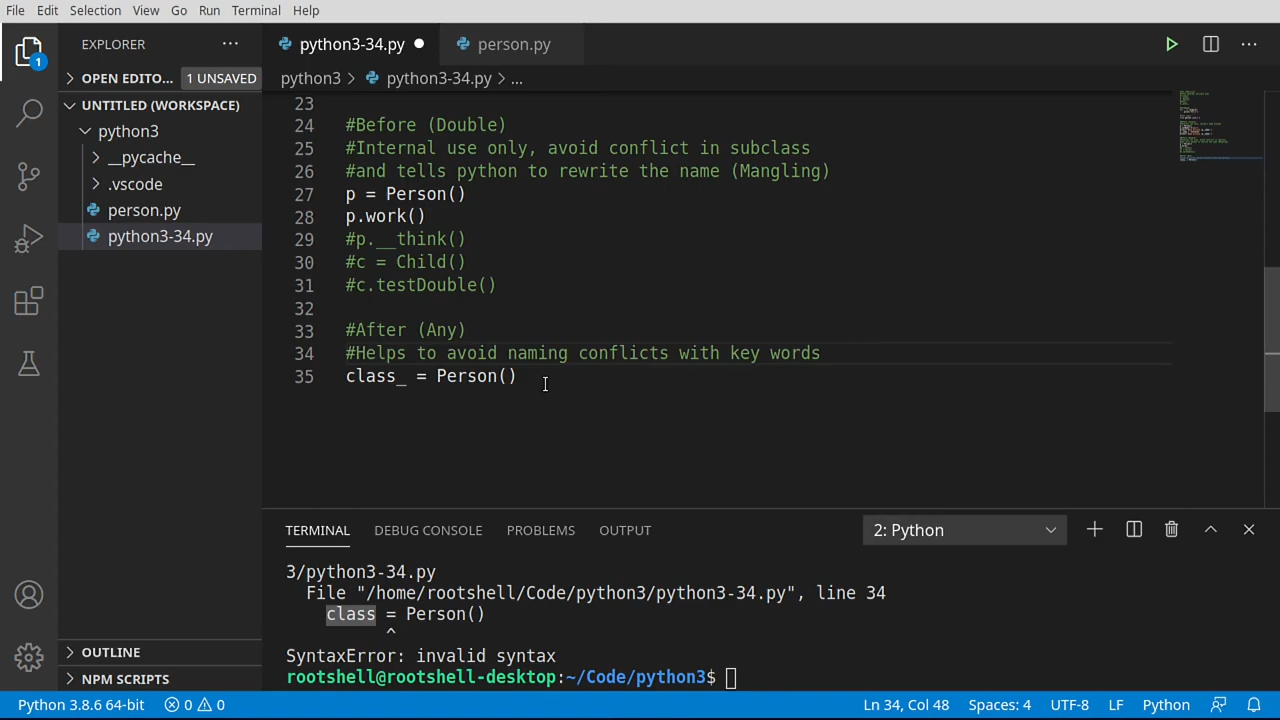 File Edit Selection View Go Run Terminal Help
EXPLORER
python3-34.py person.py
OPEN EDITO... 1 UNSAVED
python3 > python3-34.py > ...
UNTITLED (WORKSPACE)
python3
__pycache__
.vscode
person.py
python3-34.py
1
23
24 #Before (Double)
25 #Internal use only, avoid conflict in subclass
26 #and tells python to rewrite the name (Mangling)
27 p = Person()
28 p.work()
29 #p.__think()
30 #c = Child()
31 #c.testDouble()
32
33 #After (Any)
34 #Helps to avoid naming conflicts with key words
35 class_ = Person()
TERMINAL DEBUG CONSOLE PROBLEMS OUTPUT 2: Python
3/python3-34.py
File "/home/rootshell/Code/python3/python3-34.py", line 34
class = Person()
^
SyntaxError: invalid syntax
rootshell@rootshell-desktop:~/Code/python3$
OUTLINE
NPM SCRIPTS
Python 3.8.6 64-bit 0 0 Ln 34, Col 48 Spaces: 4 UTF-8 LF Python